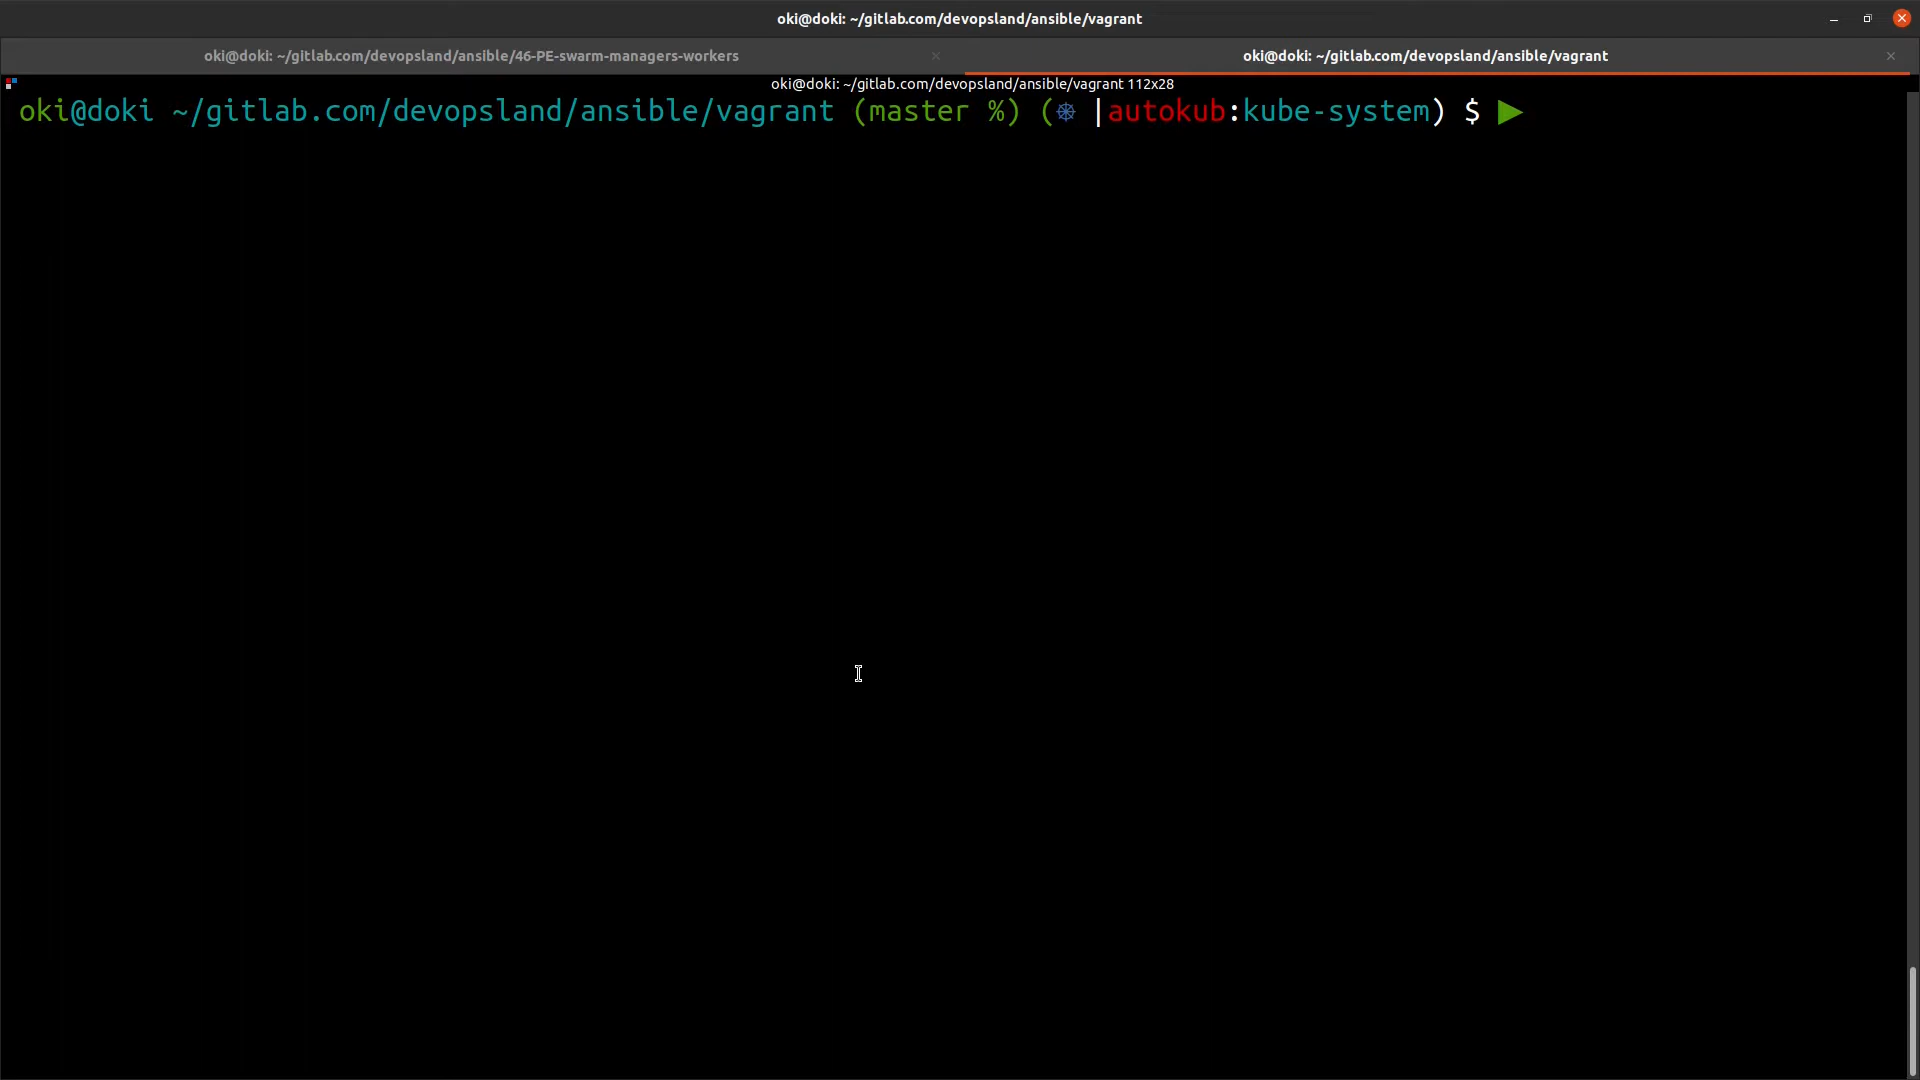 oki@doki: ~/gitlab.com/devopsland/ansible/vagrant
oki@doki: ~/gitlab.com/devopsland/ansible/46-PE-swarm-managers-workers
oki@doki: ~/gitlab.com/devopsland/ansible/vagrant
oki@doki: ~/gitlab.com/devopsland/ansible/vagrant 112x28
oki@doki ~/gitlab.com/devopsland/ansible/vagrant (master %) (⎈ |autokub:kube-system) $ ▶